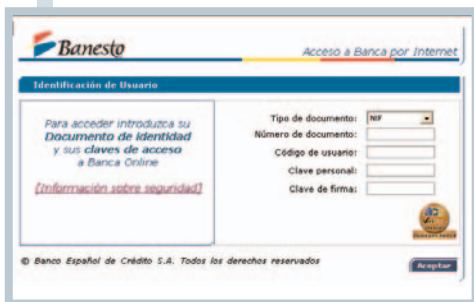 Banesto
Acceso a Banca por Internet
Identificación de Usuario
Para acceder introduzca su
Documento de Identidad
y sus claves de acceso
a Banca Online
[Información sobre seguridad]
Tipo de documento: NIF
Número de documento:
Código de usuario:
Clave personal:
Clave de firma:
© Banco Español de Crédito S.A. Todos los derechos reservados
Aceptar